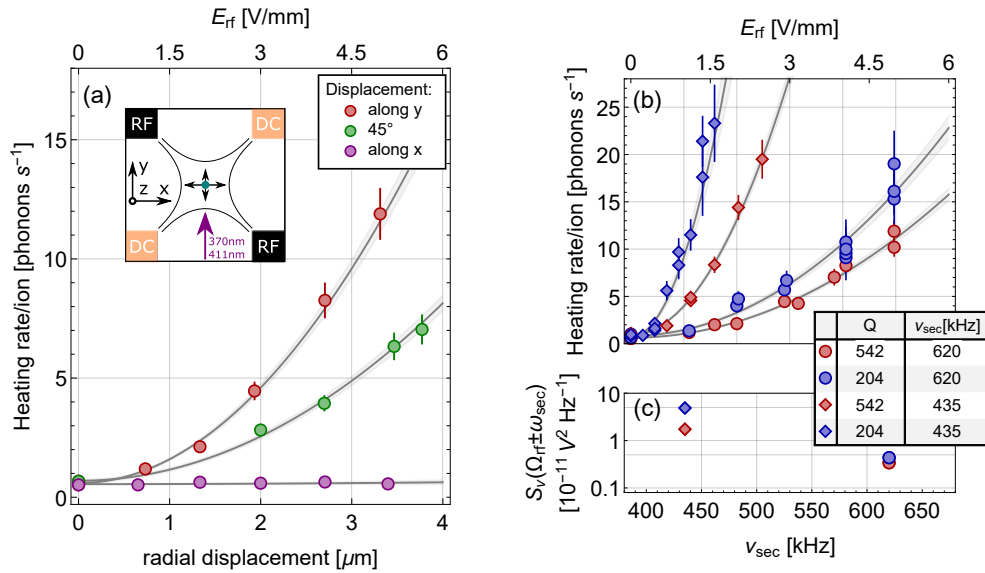 E_rf [V/mm]
0 1 2 3 4 5 6
(a)
Displacement:
along y
45°
along x
RF DC
y
z x
DC RF
370nm
411nm
Heating rate/ion [phonons s⁻¹]
15
10
5
0
0 1 2 3 4
radial displacement [μm]
E_rf [V/mm]
0 1.5 3 4.5 6
(b)
Heating rate/ion [phonons s⁻¹]
25
20
15
10
5
0
Q ν_sec[kHz]
542 620
204 620
542 435
204 435
(c)
S_v(Ω_rf±ω_sec)
[10⁻¹¹ V² Hz⁻¹]
10
1
0.1
400 450 500 550 600 650
ν_sec [kHz]